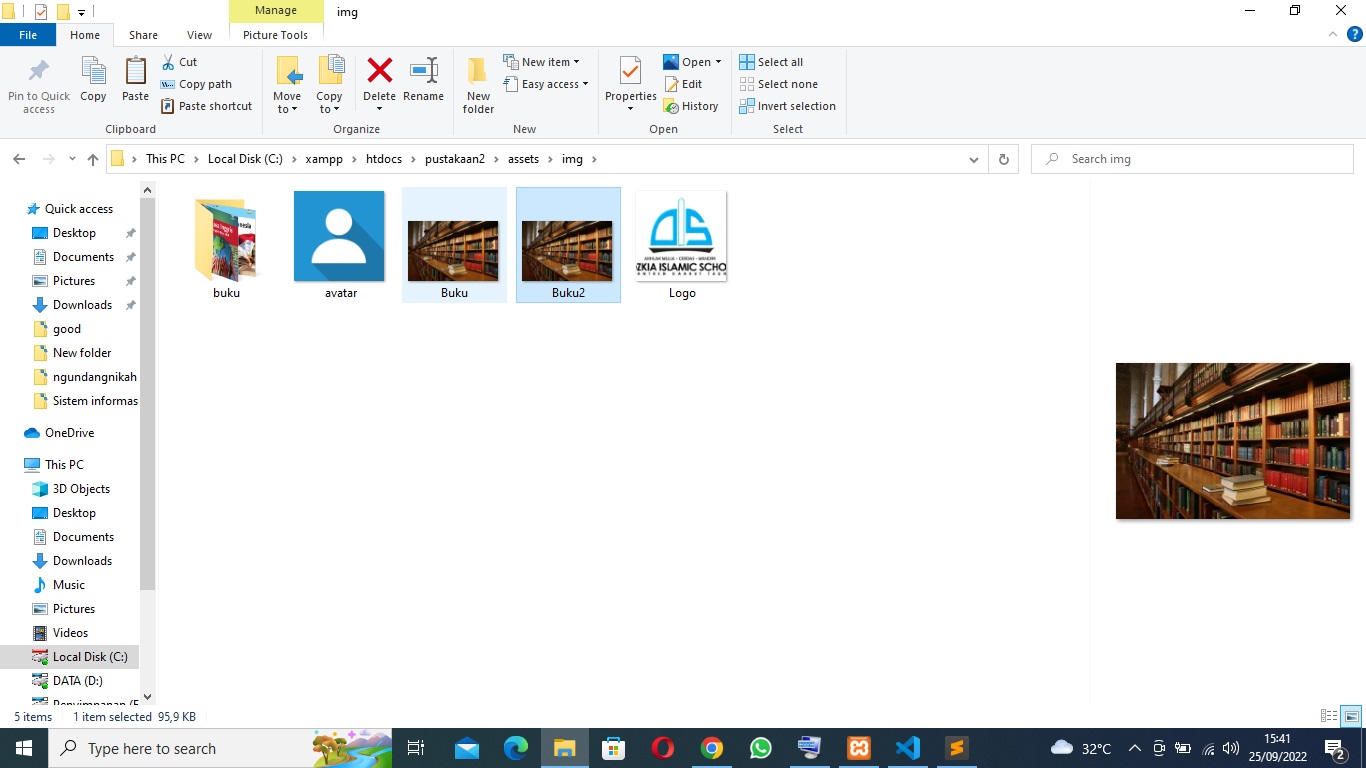 Manage
img
File
Home
Share
View
Picture Tools
?
Pin to Quick
access
Copy
Paste
Cut
Copy path
Paste shortcut
Move
to
Copy
to
Delete
Rename
New
folder
New item
Easy access
Properties
Open
Edit
History
Select all
Select none
Invert selection
Clipboard
Organize
New
Open
Select
This PC
Local Disk (C:)
xampp
htdocs
pustakaan2
assets
img
Search img
Quick access
Desktop
Documents
Pictures
Downloads
good
New folder
ngundangnikah
Sistem informas
OneDrive
This PC
3D Objects
Desktop
Documents
Downloads
Music
Pictures
Videos
Local Disk (C:)
DATA (D:)
buku
avatar
Buku
Buku2
AZKIA ISLAMIC SCHO
Logo
5 items
1 item selected 95,9 KB
Type here to search
32°C
15:41
25/09/2022
2